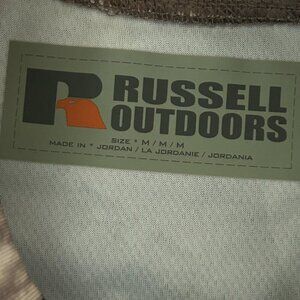 RUSSELL
OUTDOORS
SIZE * M / M / M
MADE IN * JORDAN / LA JORDANIE / JORDANIA